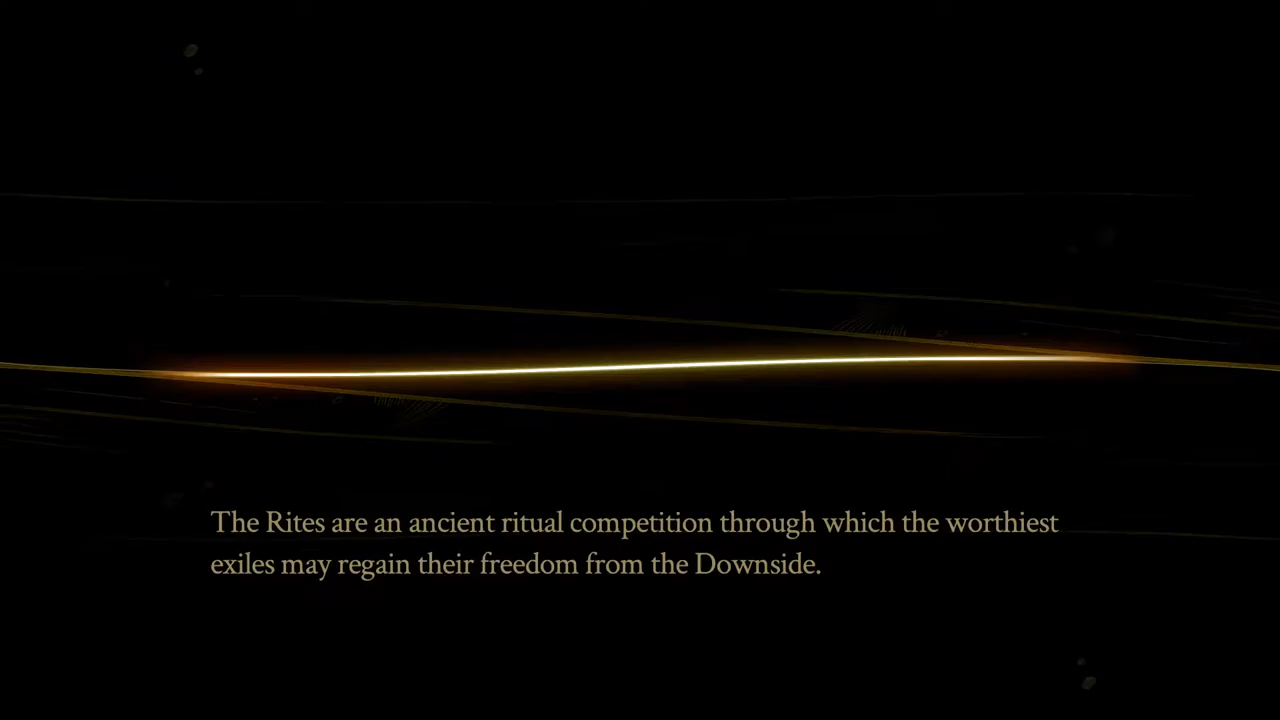 The Rites are an ancient ritual competition through which the worthiest
exiles may regain their freedom from the Downside.